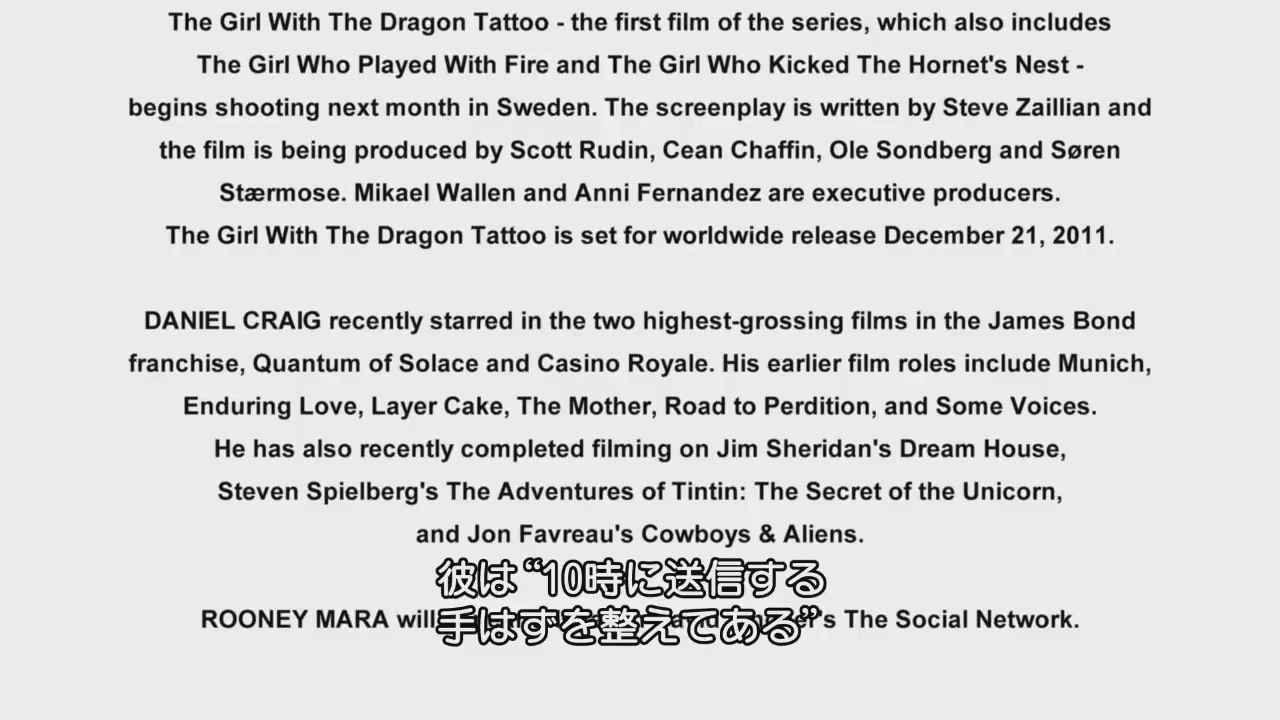 The Girl With The Dragon Tattoo - the first film of the series, which also includes
The Girl Who Played With Fire and The Girl Who Kicked The Hornet's Nest -
begins shooting next month in Sweden. The screenplay is written by Steve Zaillian and
the film is being produced by Scott Rudin, Cean Chaffin, Ole Sondberg and Søren
Stærmose. Mikael Wallen and Anni Fernandez are executive producers.
The Girl With The Dragon Tattoo is set for worldwide release December 21, 2011.
DANIEL CRAIG recently starred in the two highest-grossing films in the James Bond
franchise, Quantum of Solace and Casino Royale. His earlier film roles include Munich,
Enduring Love, Layer Cake, The Mother, Road to Perdition, and Some Voices.
He has also recently completed filming on Jim Sheridan's Dream House,
Steven Spielberg's The Adventures of Tintin: The Secret of the Unicorn,
and Jon Favreau's Cowboys & Aliens.
彼は“10時に送信する
手はずを整えてある”
ROONEY MARA will The Social Network.